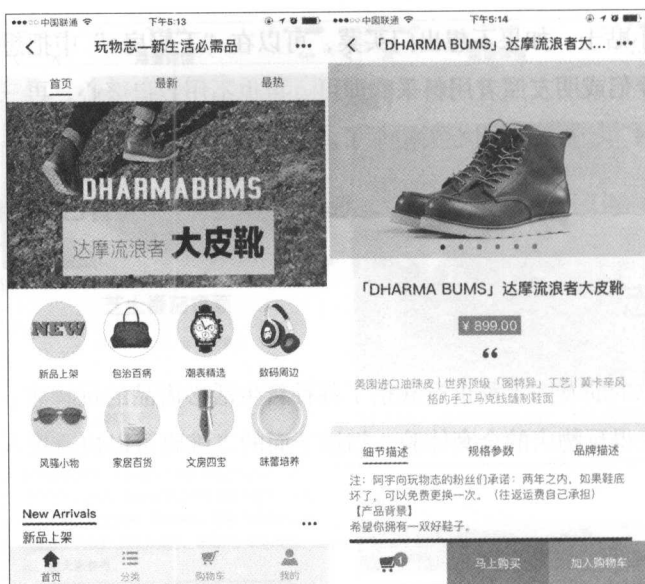 中国联通
下午5:13
玩物志—新生活必需品
首页
最新
最热
DHARMABUMS
达摩流浪者 大皮靴
NEW
新品上架
包治百病
潮表精选
数码周边
风骚小物
家居百货
文房四宝
味蕾培养
New Arrivals
新品上架
首页
分类
购物车
我的
中国联通
下午5:14
「DHARMA BUMS」达摩流浪者大...
「DHARMA BUMS」达摩流浪者大皮靴
¥ 899.00
“
美国进口油珠皮 | 世界顶级「固特异」工艺 | 莫卡辛风
格的手工马克线缝制鞋面
细节描述
规格参数
品牌描述
注：阿字向玩物志的粉丝们承诺：两年之内，如果鞋底
坏了，可以免费更换一次。（往返运费自己承担）
【产品背景】
希望你拥有一双好鞋子。
1
马上购买
加入购物车